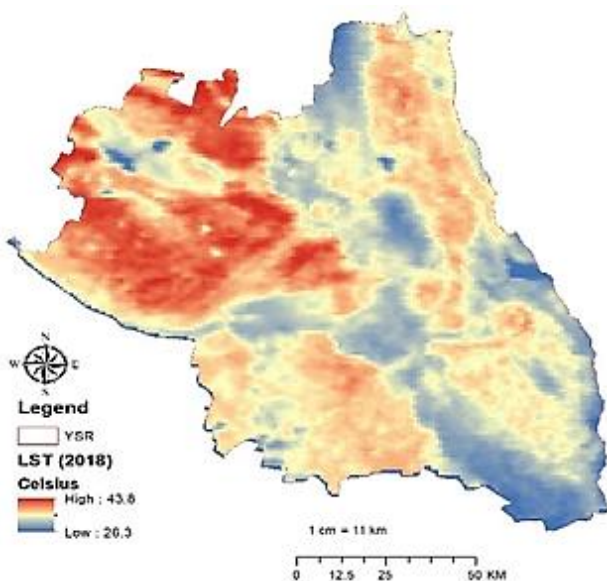 N
W E
S
Legend
YSR
LST (2018)
Celsius
High : 43.8
Low : 26.3
1 cm = 11 km
0 12.5 25 50 KM